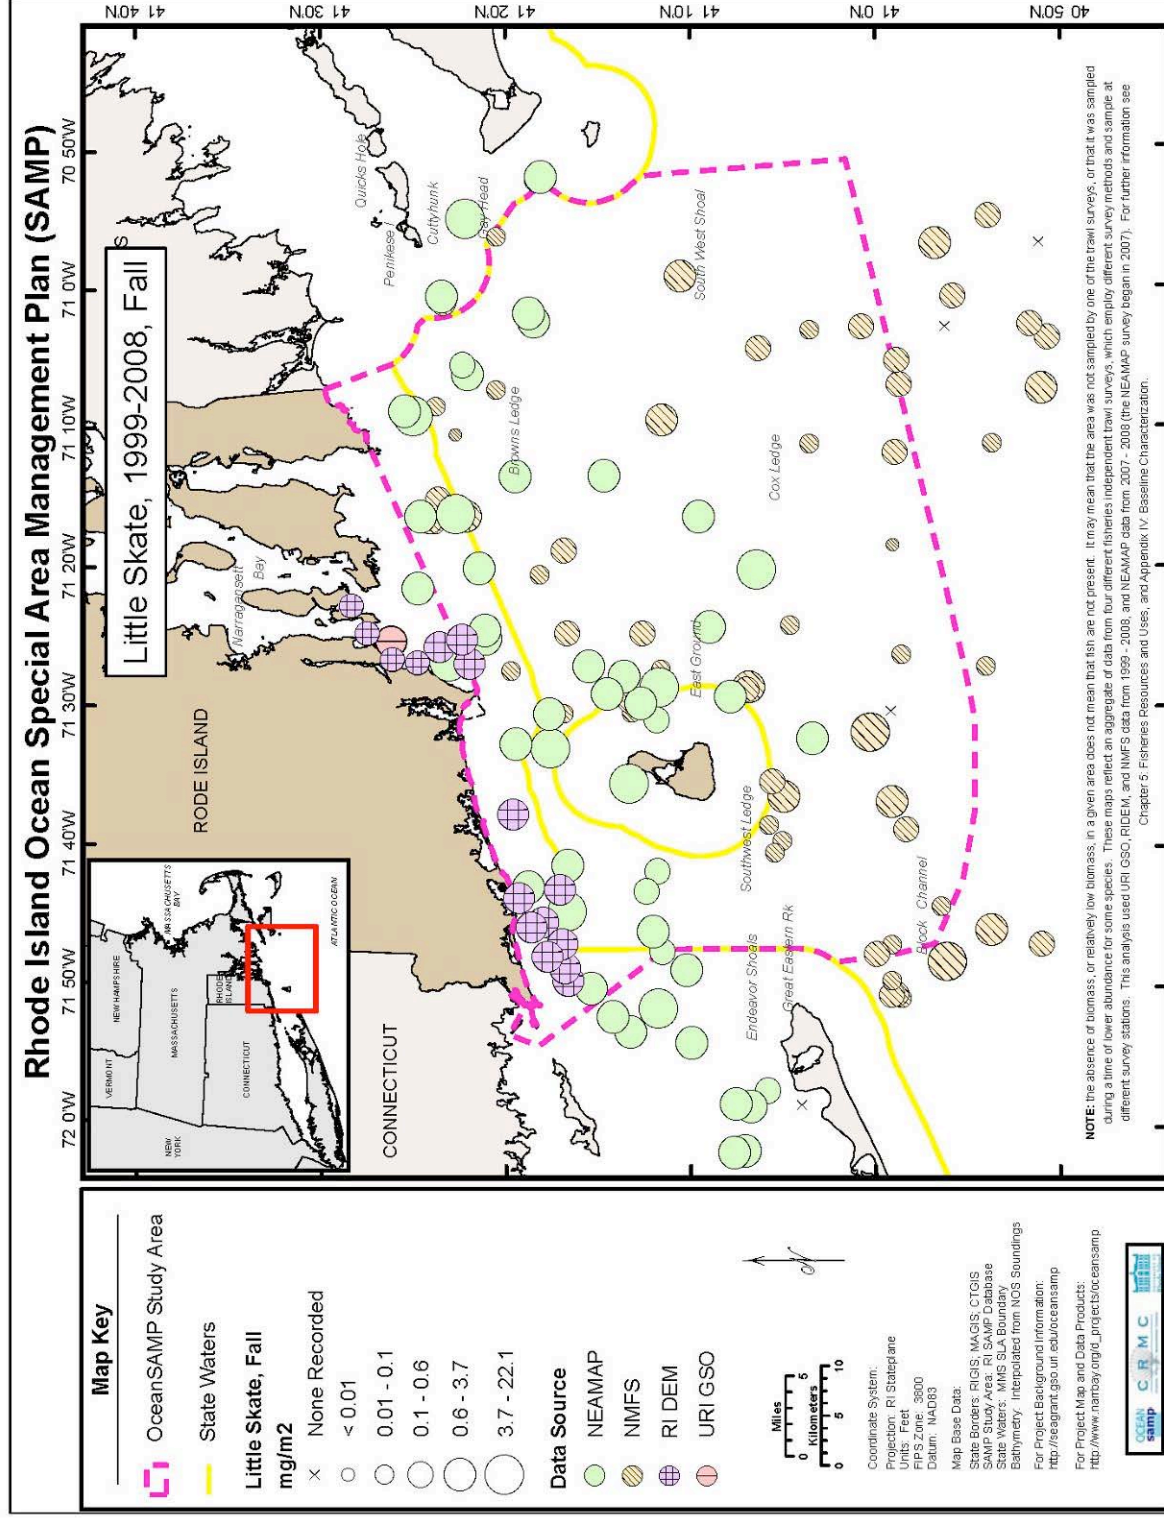 Rhode Island Ocean Special Area Management Plan (SAMP)
72 0'W
71 50'W
71 40'W
71 30'W
71 20'W
71 10'W
71 0'W
70 50'W
41 40'N
41 30'N
41 20'N
41 10'N
41 0'N
40 50'N
Little Skate, 1999-2008, Fall
S
VERMONT
NEW HAMPSHIRE
NEW
YORK
MASSACHUSETTS
MASSACHUSETTS
BAY
CONNECTICUT
RHODE
ISLAND
ATLANTIC OCEAN
RODE ISLAND
CONNECTICUT
Narragansett
Bay
Quicks Hole
Penikese
Cuttyhunk
Gay Head
Browns Ledge
South West Shoal
Cox Ledge
East Ground
Southwest Ledge
Endeavor Shoals
Great Eastern Rk
Block Channel
NOTE: the absence of biomass, or relatively low biomass, in a given area does not mean that fish are not present. It may mean that the area was not sampled by one of the trawl surveys, or that it was sampled
during a time of lower abundance for some species. These maps reflect an aggregate of data from four different fisheries independent trawl surveys, which employ different survey methods and sample at
different survey stations. This analysis used URI GSO, RIDEM, and NMFS data from 1999 - 2008, and NEAMAP data from 2007 - 2008 (the NEAMAP survey began in 2007). For further information see
Chapter 5: Fisheries Resources and Uses, and Appendix IV: Baseline Characterization.
Map Key
OceanSAMP Study Area
State Waters
Little Skate, Fall
mg/m2
None Recorded
< 0.01
0.01 - 0.1
0.1 - 0.6
0.6 - 3.7
3.7 - 22.1
Data Source
NEAMAP
NMFS
RI DEM
URI GSO
Miles
0 5
Kilometers
0 5 10
N
Coordinate System:
Projection: RI Stateplane
Units: Feet
FIPS Zone: 3800
Datum: NAD83
Map Base Data:
State Borders: RIGIS; MAGIS; CTGIS
SAMP Study Area: RI SAMP Database
State Waters: MMS SLA Boundary
Bathymetry: Interpolated from NOS Soundings
For Project Background Information:
http://seagrant.gso.uri.edu/oceansamp
For Project Map and Data Products:
http://www.narrbay.org/d_projects/oceansamp
OCEAN
samp
C R M C